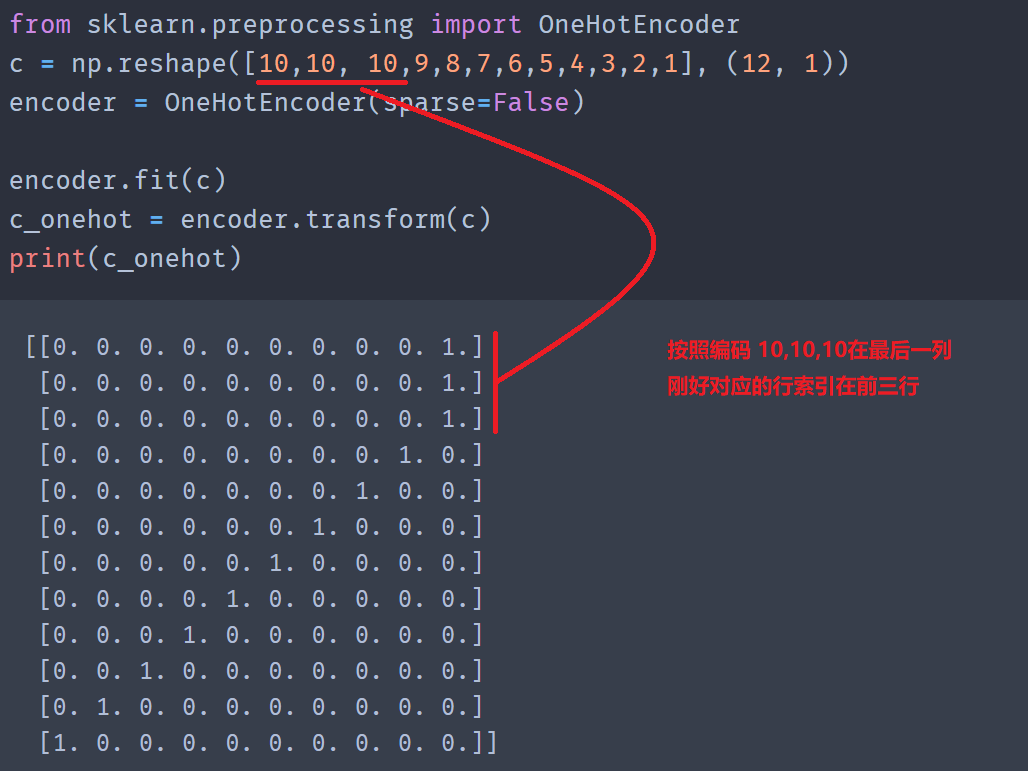 from sklearn.preprocessing import OneHotEncoder
c = np.reshape([10,10, 10,9,8,7,6,5,4,3,2,1], (12, 1))
encoder = OneHotEncoder(sparse=False)
encoder.fit(c)
c_onehot = encoder.transform(c)
print(c_onehot)
[[0. 0. 0. 0. 0. 0. 0. 0. 0. 1.]
[0. 0. 0. 0. 0. 0. 0. 0. 0. 1.]
[0. 0. 0. 0. 0. 0. 0. 0. 0. 1.]
[0. 0. 0. 0. 0. 0. 0. 0. 1. 0.]
[0. 0. 0. 0. 0. 0. 0. 1. 0. 0.]
[0. 0. 0. 0. 0. 0. 1. 0. 0. 0.]
[0. 0. 0. 0. 0. 1. 0. 0. 0. 0.]
[0. 0. 0. 0. 1. 0. 0. 0. 0. 0.]
[0. 0. 0. 1. 0. 0. 0. 0. 0. 0.]
[0. 0. 1. 0. 0. 0. 0. 0. 0. 0.]
[0. 1. 0. 0. 0. 0. 0. 0. 0. 0.]
[1. 0. 0. 0. 0. 0. 0. 0. 0. 0.]]
按照编码 10,10,10在最后一列
刚好对应的行索引在前三行